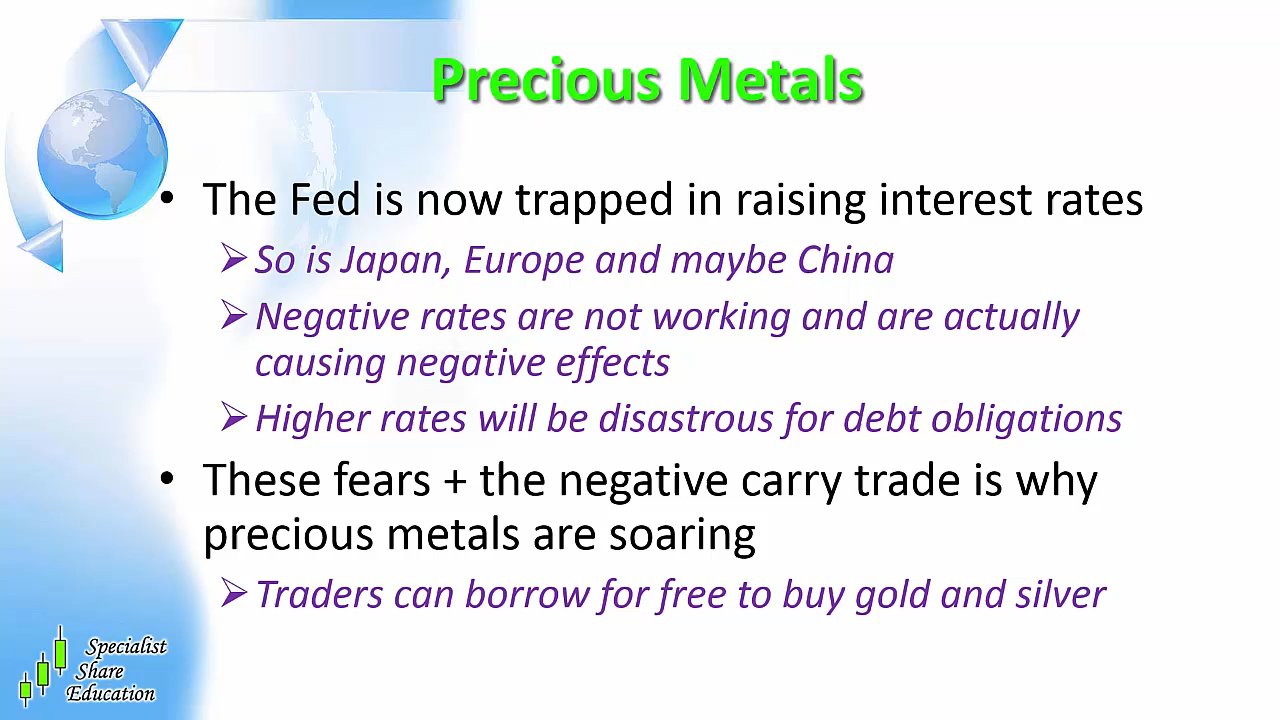 Precious Metals
• The Fed is now trapped in raising interest rates
➢ So is Japan, Europe and maybe China
➢ Negative rates are not working and are actually
causing negative effects
➢ Higher rates will be disastrous for debt obligations
• These fears + the negative carry trade is why
precious metals are soaring
➢ Traders can borrow for free to buy gold and silver
Specialist
Share
Education